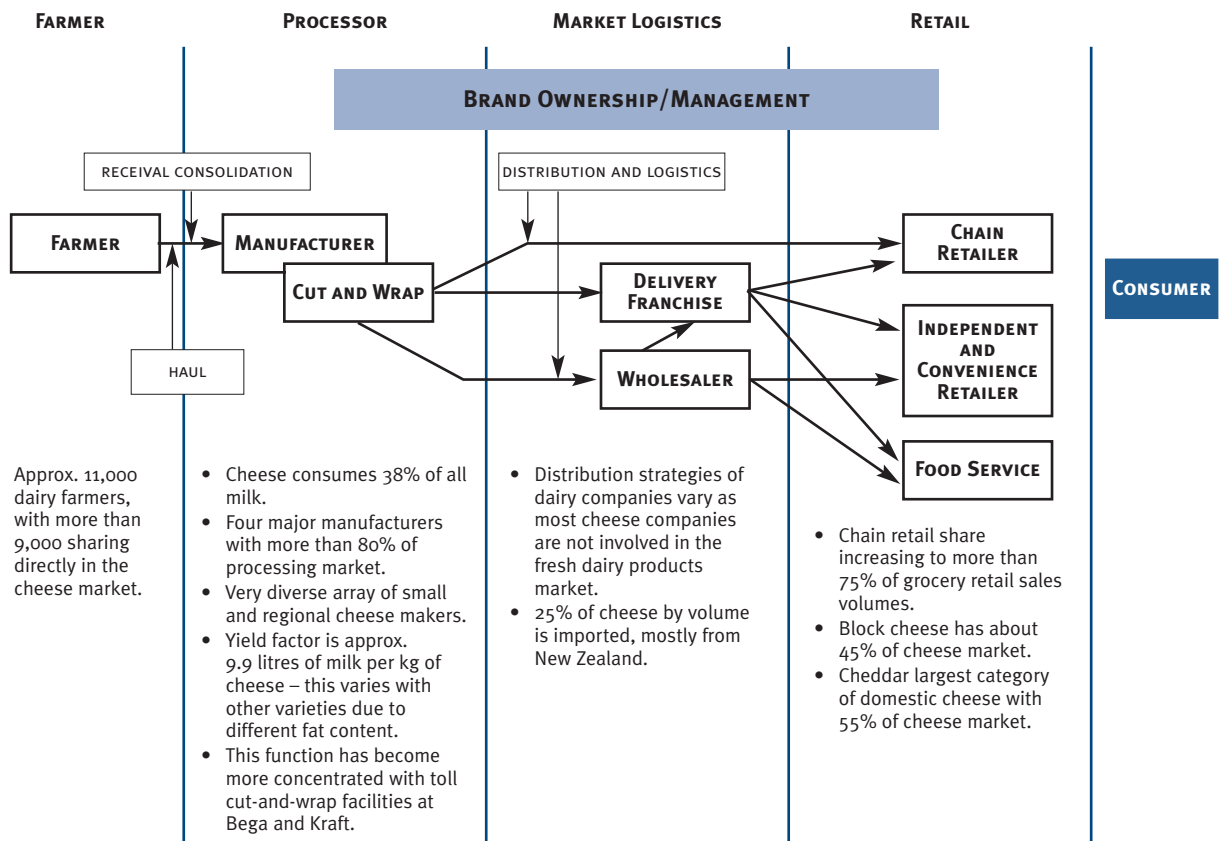 FARMER
PROCESSOR
MARKET LOGISTICS
RETAIL
BRAND OWNERSHIP/MANAGEMENT
RECEIVAL CONSOLIDATION
DISTRIBUTION AND LOGISTICS
FARMER
MANUFACTURER
CUT AND WRAP
DELIVERY
FRANCHISE
WHOLESALER
CHAIN
RETAILER
INDEPENDENT
AND
CONVENIENCE
RETAILER
FOOD SERVICE
CONSUMER
HAUL
Approx. 11,000
dairy farmers,
with more than
9,000 sharing
directly in the
cheese market.
• Cheese consumes 38% of all
milk.
• Four major manufacturers
with more than 80% of
processing market.
• Very diverse array of small
and regional cheese makers.
• Yield factor is approx.
9.9 litres of milk per kg of
cheese – this varies with
other varieties due to
different fat content.
• This function has become
more concentrated with toll
cut-and-wrap facilities at
Bega and Kraft.
• Distribution strategies of
dairy companies vary as
most cheese companies
are not involved in the
fresh dairy products
market.
• 25% of cheese by volume
is imported, mostly from
New Zealand.
• Chain retail share
increasing to more than
75% of grocery retail sales
volumes.
• Block cheese has about
45% of cheese market.
• Cheddar largest category
of domestic cheese with
55% of cheese market.